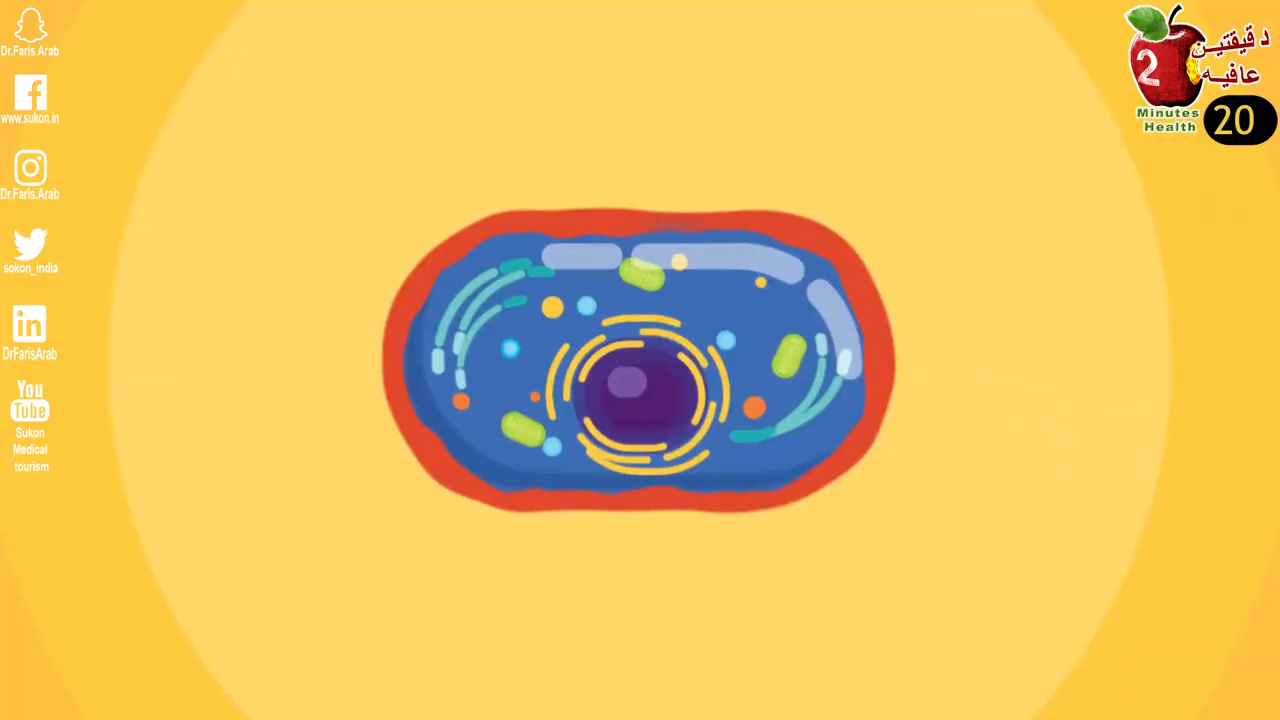 Dr.Faris Arab
www.sukon.in
Dr.Faris.Arab
sokon_india
in
DrFarisArab
You
Tube
Sukon
Medical
tourism
دقيقتين
عافيه
2
Minutes
Health
20